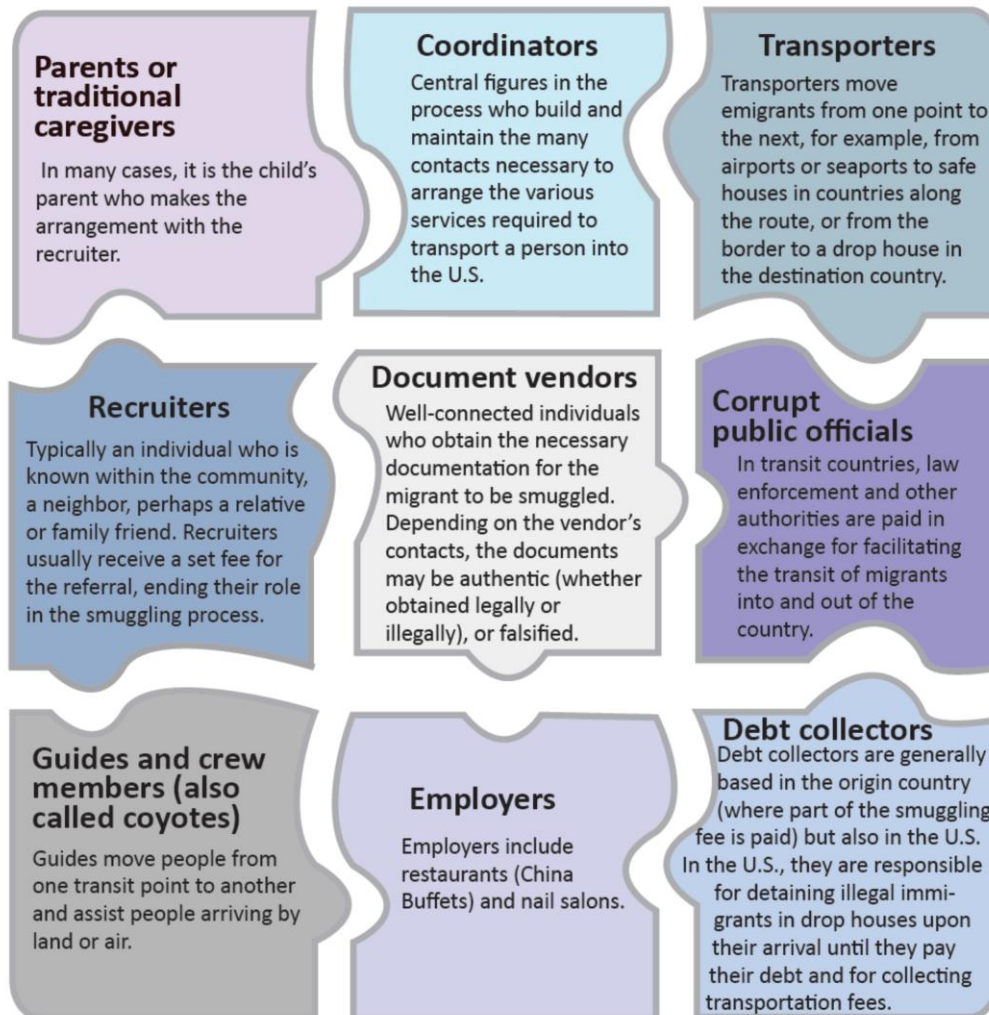 Parents or
traditional
caregivers
In many cases, it is the child's
parent who makes the
arrangement with the
recruiter.
Coordinators
Central figures in the
process who build and
maintain the many
contacts necessary to
arrange the various
services required to
transport a person into
the U.S.
Transporters
Transporters move
emigrants from one point to
the next, for example, from
airports or seaports to safe
houses in countries along
the route, or from the
border to a drop house in
the destination country.
Recruiters
Typically an individual who is
known within the community,
a neighbor, perhaps a relative
or family friend. Recruiters
usually receive a set fee for
the referral, ending their role
in the smuggling process.
Document vendors
Well-connected individuals
who obtain the necessary
documentation for the
migrant to be smuggled.
Depending on the vendor's
contacts, the documents
may be authentic (whether
obtained legally or
illegally), or falsified.
Corrupt
public officials
In transit countries, law
enforcement and other
authorities are paid in
exchange for facilitating
the transit of migrants
into and out of the
country.
Guides and crew
members (also
called coyotes)
Guides move people from
one transit point to another
and assist people arriving by
land or air.
Employers
Employers include
restaurants (China
Buffets) and nail salons.
Debt collectors
Debt collectors are generally
based in the origin country
(where part of the smuggling
fee is paid) but also in the U.S.
In the U.S., they are responsible
for detaining illegal immi-
grants in drop houses upon
their arrival until they pay
their debt and for collecting
transportation fees.